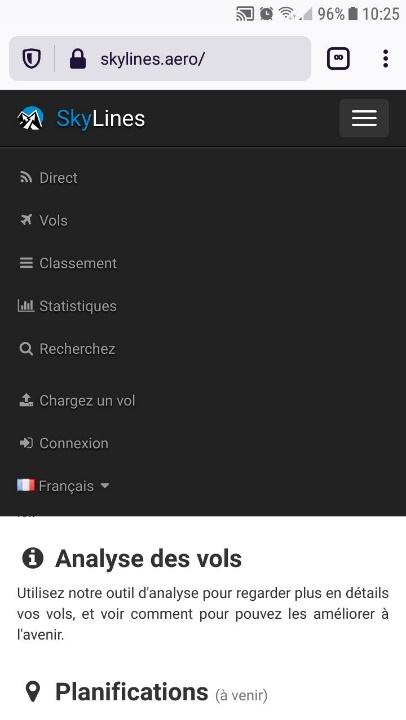 96% 10:25
skylines.aero/
SkyLines
Direct
Vols
Classement
Statistiques
Recherchez
Chargez un vol
Connexion
Français
Analyse des vols
Utilisez notre outil d'analyse pour regarder plus en détails
vos vols, et voir comment pour pouvez les améliorer à
l'avenir.
Planifications (à venir)